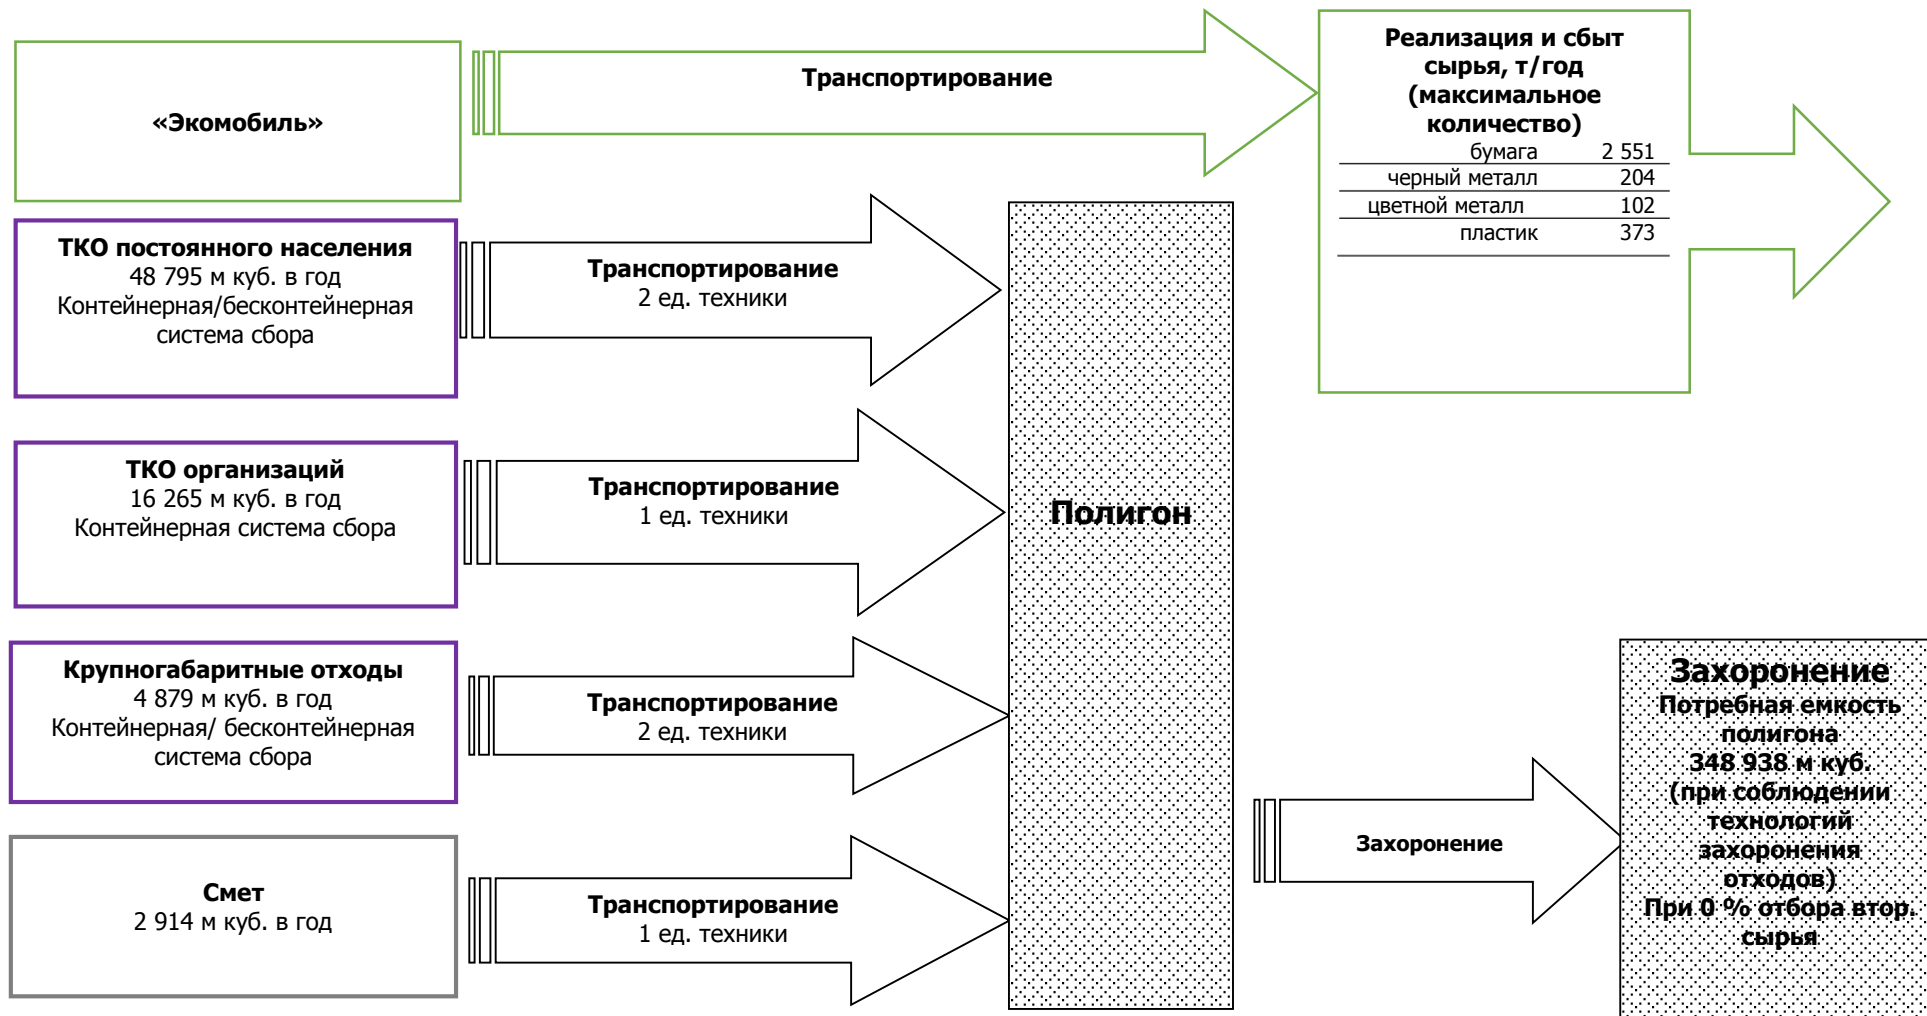 «Экомобиль»
Транспортирование
Реализация и сбыт
сырья, т/год
(максимальное
количество)
бумага 2 551
черный металл 204
цветной металл 102
пластик 373
ТКО постоянного населения
48 795 м куб. в год
Контейнерная/бесконтейнерная
система сбора
Транспортирование
2 ед. техники
ТКО организаций
16 265 м куб. в год
Контейнерная система сбора
Транспортирование
1 ед. техники
Полигон
Крупногабаритные отходы
4 879 м куб. в год
Контейнерная/ бесконтейнерная
система сбора
Транспортирование
2 ед. техники
Смет
2 914 м куб. в год
Транспортирование
1 ед. техники
Захоронение
Захоронение
Потребная емкость
полигона
348 938 м куб.
(при соблюдении
технологий
захоронения
отходов)
При 0 % отбора втор.
сырья